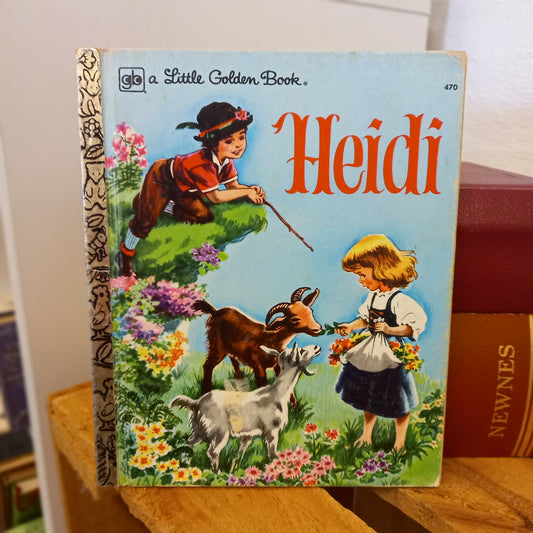 gb a Little Golden Book®
470
Heidi
NEWNES